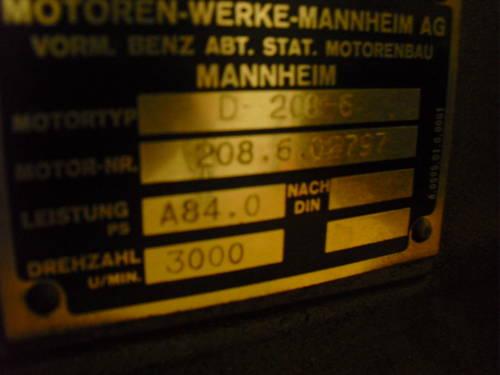 MOTOREN-WERKE-MANNHEIM AG
VORM. BENZ ABT. STAT. MOTORENBAU
MANNHEIM
MOTORTYP D-208-6
MOTOR-NR. 208.6.02797
LEISTUNG PS A84.0 NACH DIN
DREHZAHL U/MIN. 3000